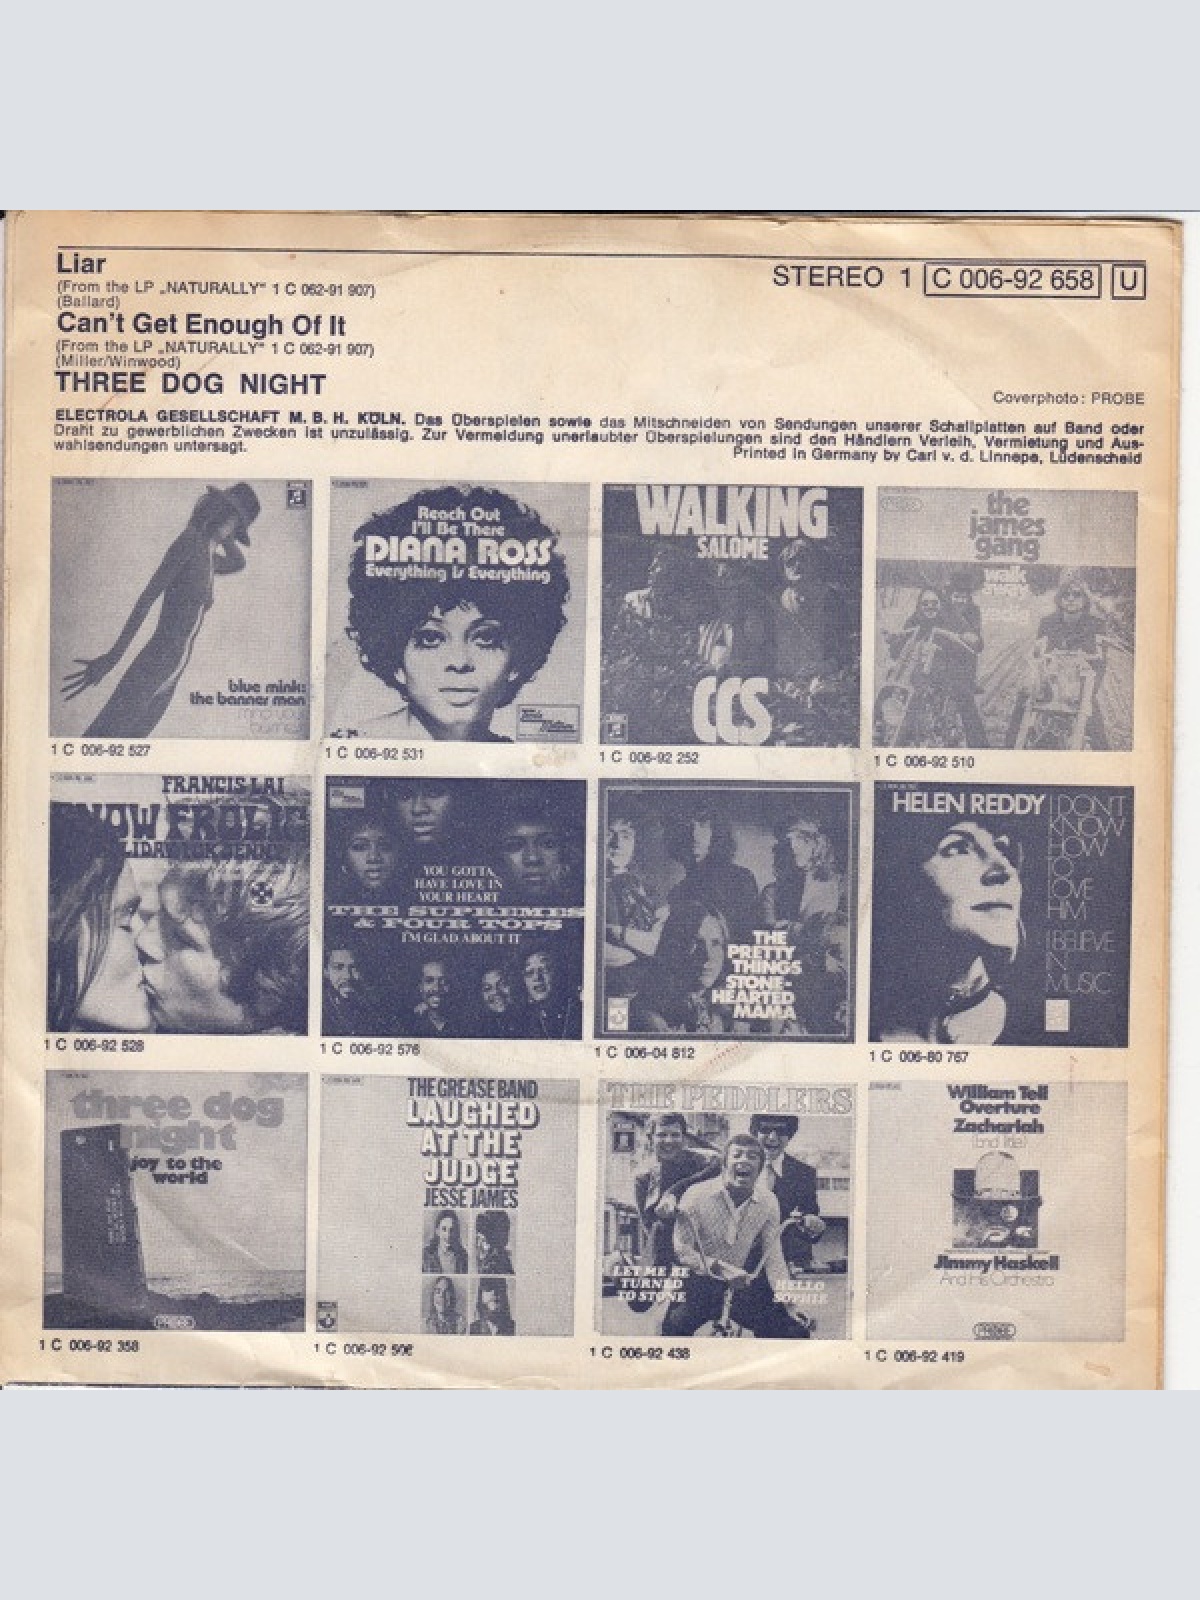 Liar
(From the LP „NATURALLY“ 1 C 062-91 907)
(Ballard)
Can't Get Enough Of It
(From the LP „NATURALLY“ 1 C 062-91 907)
(Miller/Winwood)
THREE DOG NIGHT
STEREO 1 C 006-92 658 U
Coverphoto: PROBE
ELECTROLA GESELLSCHAFT M. B. H. KÖLN. Das Überspielen sowie das Mitschneiden von Sendungen unserer Schallplatten auf Band oder
Draht zu gewerblichen Zwecken ist unzulässig. Zur Vermeidung unerlaubter Überspielungen sind den Händlern Verleih, Vermietung und Aus-
wahlsendungen untersagt.
Printed in Germany by Carl v. d. Linnepe, Lüdenscheid
blue mink:
the banner man
1 C 006-92 527
Reach Out
I'll Be There
DIANA ROSS
Everything Is Everything
1 C 006-92 531
WALKING
SALOME
CCS
1 C 006-92 252
the
james
gang
walk
away
1 C 006-92 510
FRANCIS LAI
SNOW FROLIC
HOLIDAY FOR JENNY
1 C 006-92 528
YOU GOTTA
HAVE LOVE IN
YOUR HEART
THE SUPREMES
& FOUR TOPS
I'M GLAD ABOUT IT
1 C 006-92 576
THE
PRETTY
THINGS
STONE-
HEARTED
MAMA
1 C 006-04 812
HELEN REDDY
I DON'T
KNOW
HOW
TO
LOVE
HIM
I BELIEVE
IN
MUSIC
1 C 006-80 767
three dog
night
joy to the
world
PROBE
1 C 006-92 358
THE GREASE BAND
LAUGHED
AT THE
JUDGE
JESSE JAMES
1 C 006-92 506
THE PEDDLERS
LET ME BE
TURNED
TO STONE
HELLO
SOPHIE
1 C 006-92 438
William Tell
Overture
Zachariah
(end title)
Jimmy Haskell
And His Orchestra
PROBE
1 C 006-92 419